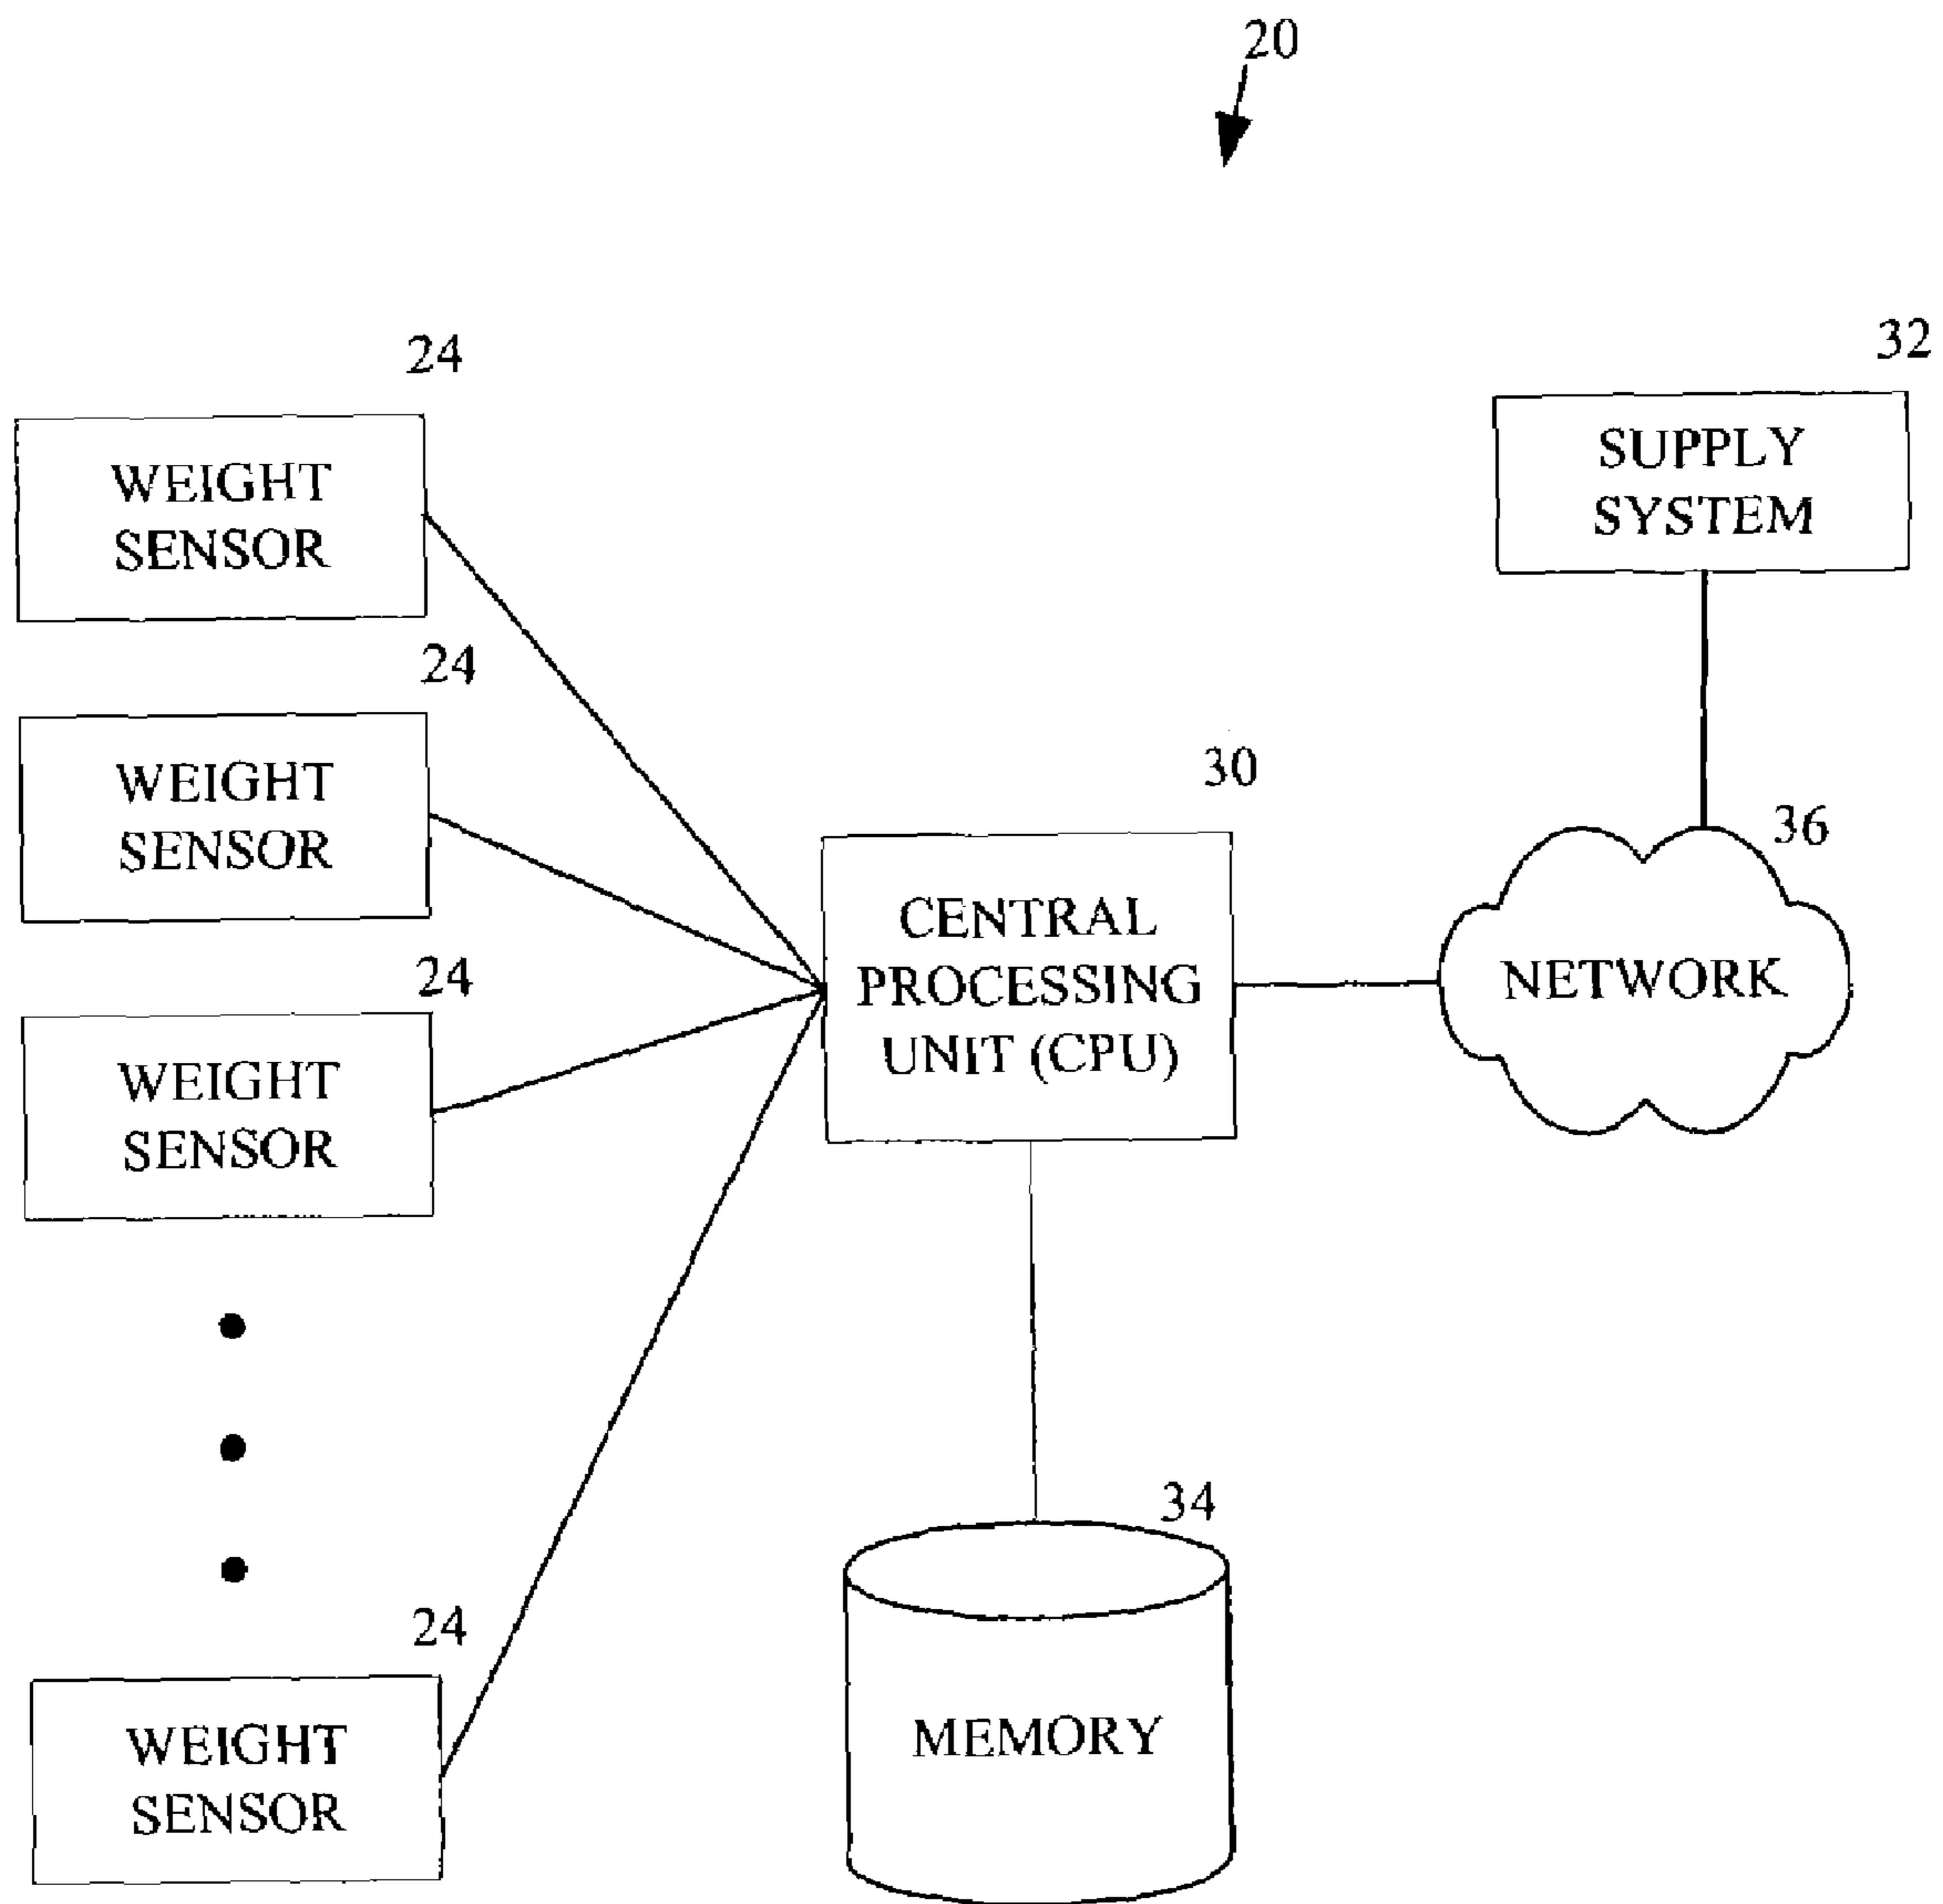 20
24
WEIGHT
SENSOR
24
WEIGHT
SENSOR
24
WEIGHT
SENSOR
24
WEIGHT
SENSOR
30
CENTRAL
PROCESSING
UNIT (CPU)
32
SUPPLY
SYSTEM
36
NETWORK
34
MEMORY